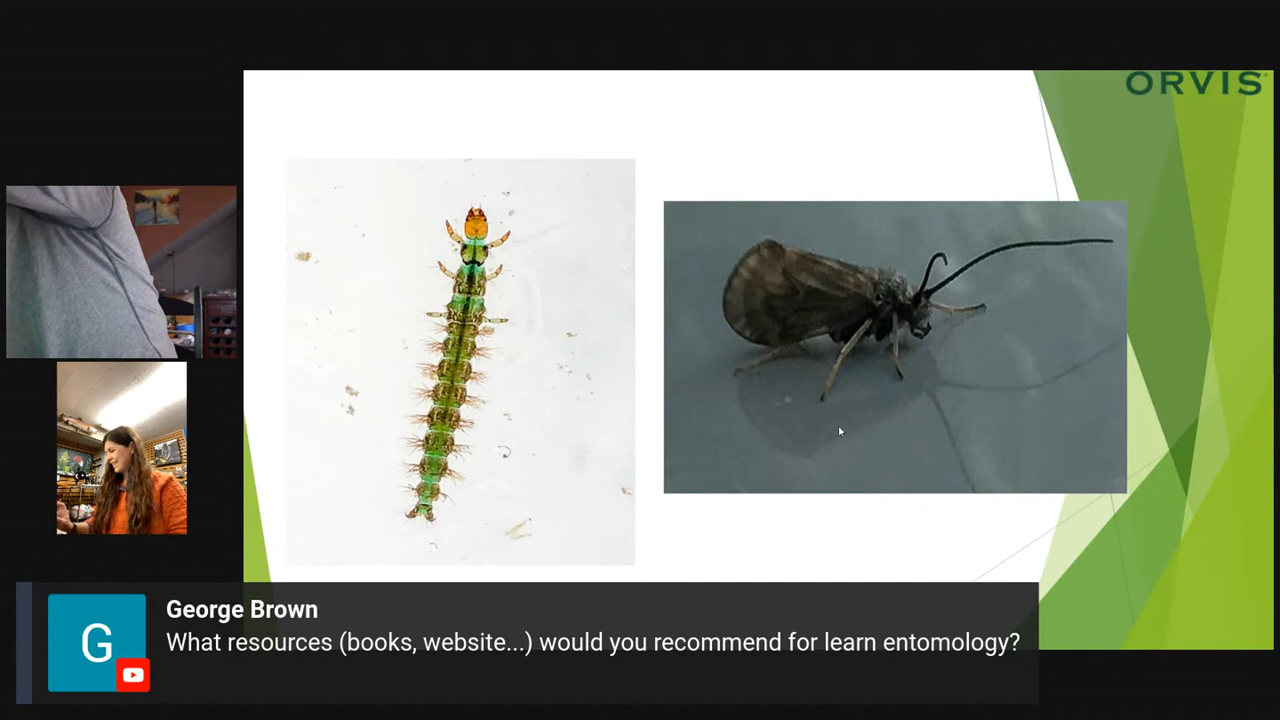 ORVIS
G
George Brown
What resources (books, website...) would you recommend for learn entomology?